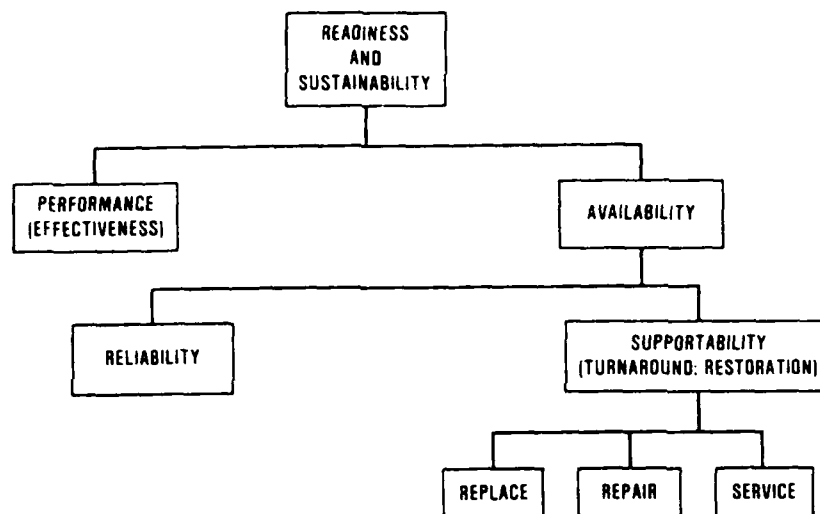 READINESS
AND
SUSTAINABILITY
PERFORMANCE
(EFFECTIVENESS)
AVAILABILITY
RELIABILITY
SUPPORTABILITY
(TURNAROUND: RESTORATION)
REPLACE
REPAIR
SERVICE